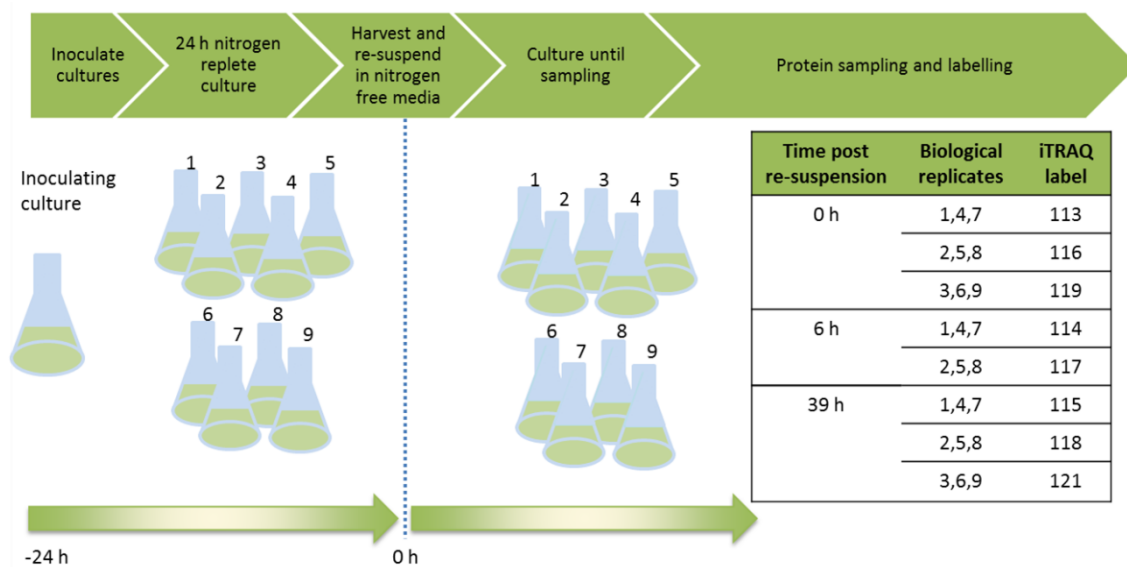 Inoculate
cultures
24 h nitrogen
replete
culture
Harvest and
re-suspend
in nitrogen
free media
Culture until
sampling
Protein sampling and labelling
Inoculating
culture
1
2
3
4
5
6
7
8
9
1
2
3
4
5
6
7
8
9
Time post
re-suspension
Biological
replicates
iTRAQ
label
0 h
1,4,7
113
2,5,8
116
3,6,9
119
6 h
1,4,7
114
2,5,8
117
39 h
1,4,7
115
2,5,8
118
3,6,9
121
-24 h
0 h